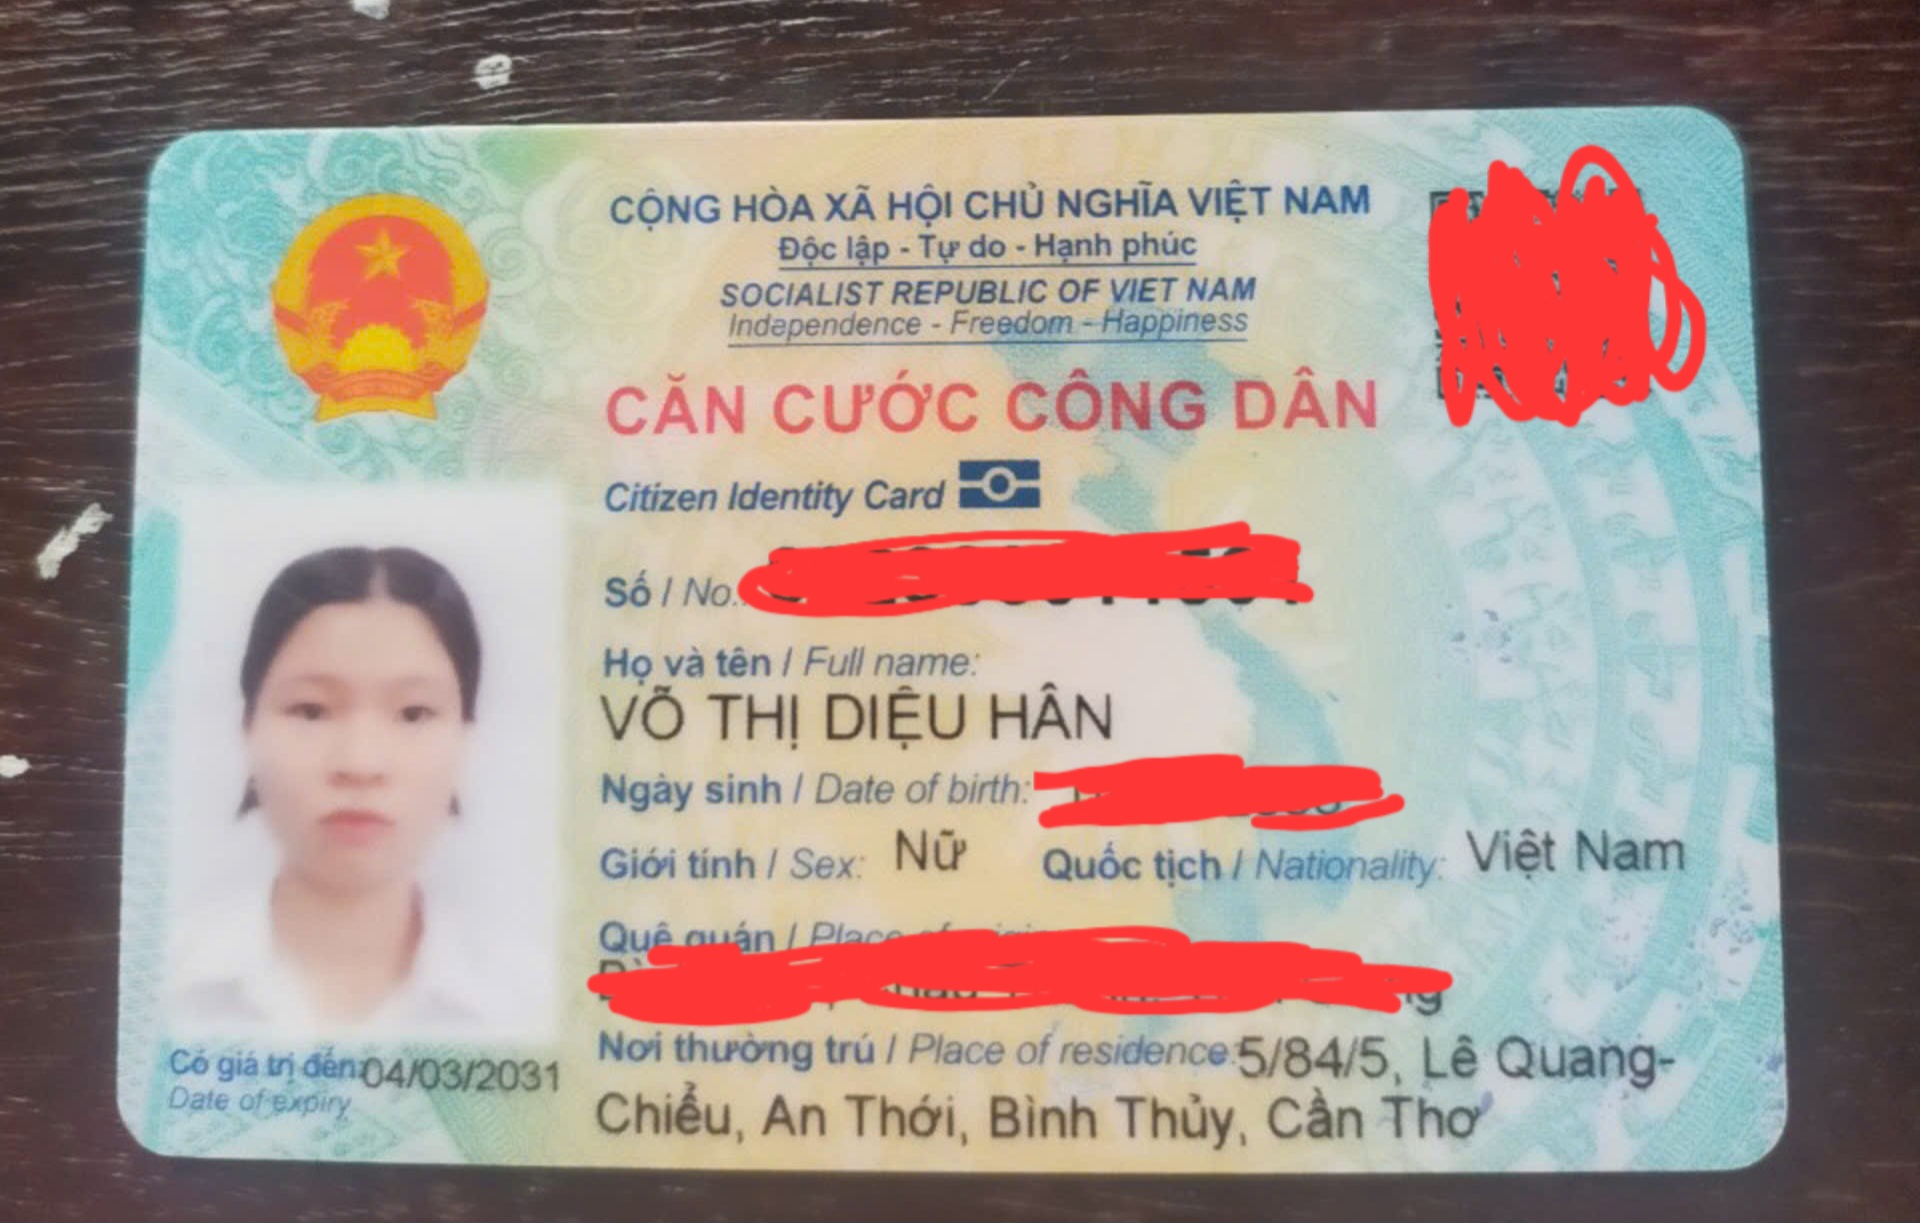 CỘNG HÒA XÃ HỘI CHỦ NGHĨA VIỆT NAM
Độc lập - Tự do - Hạnh phúc
SOCIALIST REPUBLIC OF VIET NAM
Independence - Freedom - Happiness
CĂN CƯỚC CÔNG DÂN
Citizen Identity Card
Số / No.:
Họ và tên / Full name:
VÕ THỊ DIỆU HÂN
Ngày sinh / Date of birth:
Giới tính / Sex: Nữ Quốc tịch / Nationality: Việt Nam
Quê quán / Place
Nơi thường trú / Place of residence: 5/84/5, Lê Quang-
Chiểu, An Thới, Bình Thủy, Cần Thơ
Có giá trị đến: 04/03/2031
Date of expiry